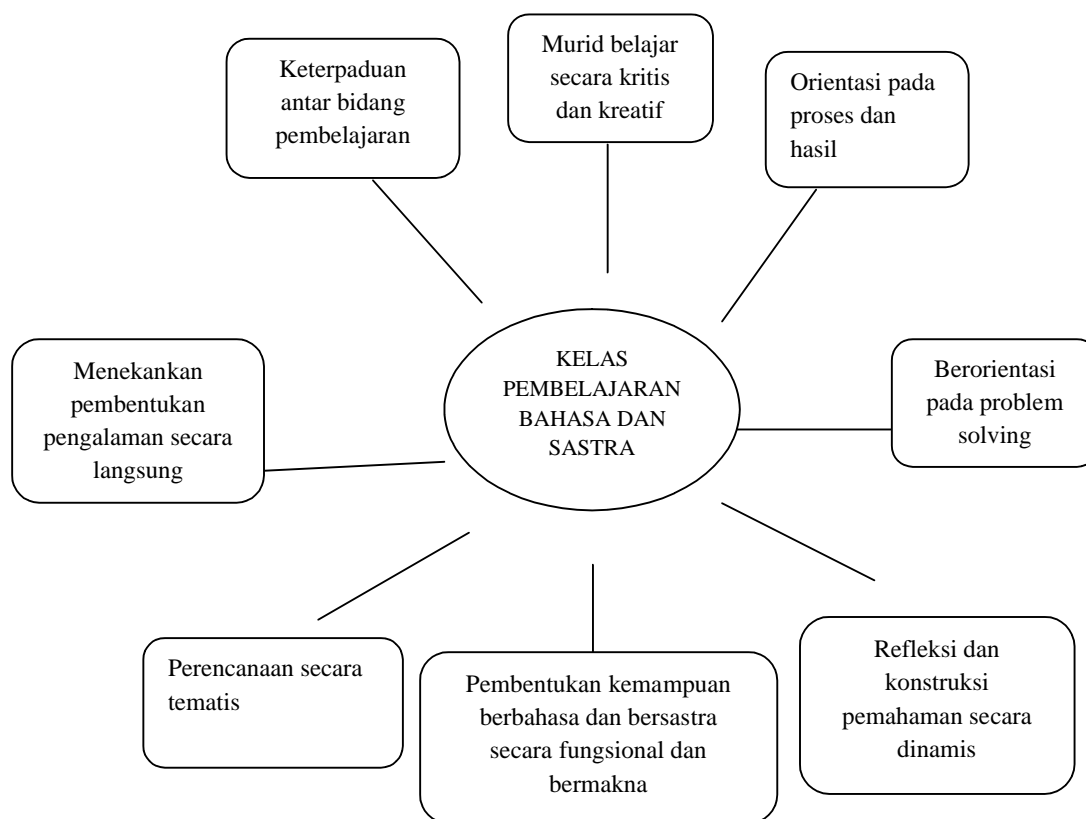 Keterpaduan
antar bidang
pembelajaran
Murid belajar
secara kritis
dan kreatif
Orientasi pada
proses dan
hasil
Menekankan
pembentukan
pengalaman secara
langsung
KELAS
PEMBELAJARAN
BAHASA DAN
SASTRA
Berorientasi
pada problem
solving
Perencanaan secara
tematis
Pembentukan kemampuan
berbahasa dan bersastra
secara fungsional dan
bermakna
Refleksi dan
konstruksi
pemahaman secara
dinamis